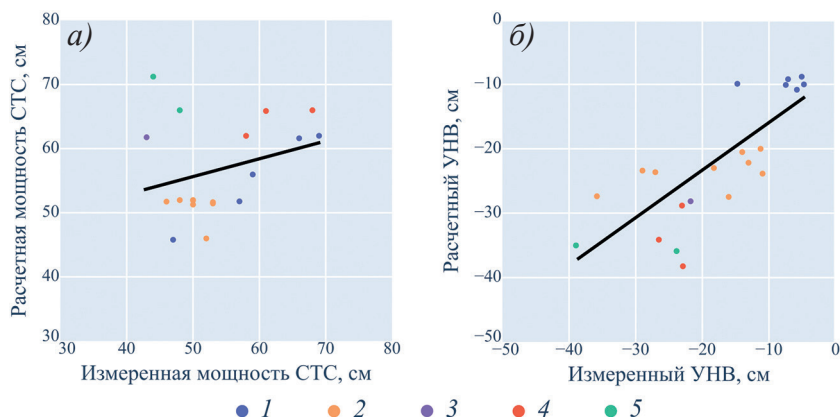 а)
Расчетная мощность СТС, см
80
70
60
50
40
30
30 40 50 60 70 80
Измеренная мощность СТС, см
б)
Расчетный УНВ, см
0
−10
−20
−30
−40
−50
−50 −40 −30 −20 −10 0
Измеренный УНВ, см
1 2 3 4 5